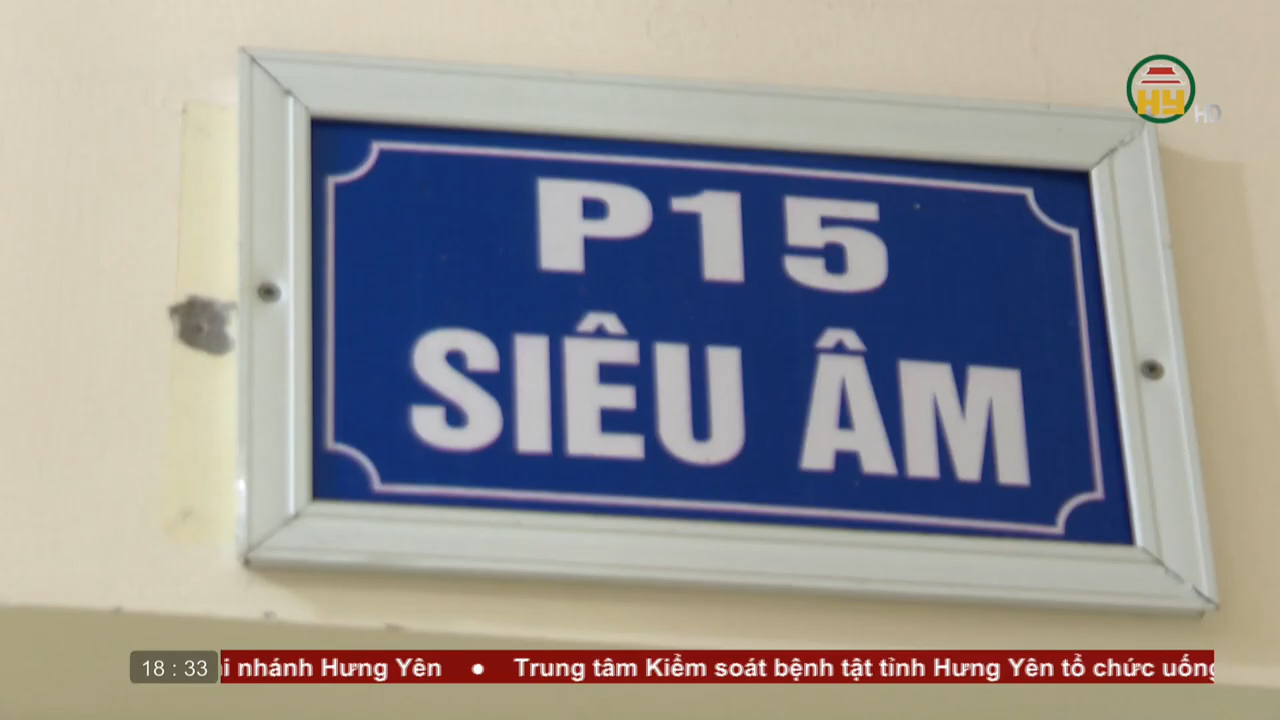 HY
HD
P15
SIÊU ÂM
18 : 33
nhánh Hưng Yên • Trung tâm Kiểm soát bệnh tật tỉnh Hưng Yên tổ chức uống